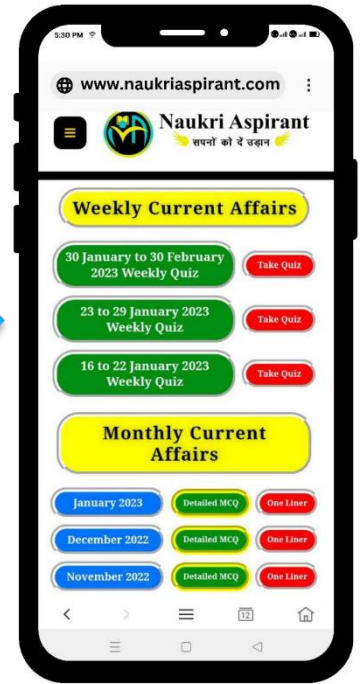 5:30 PM
www.naukriaspirant.com
Naukri Aspirant
सपनों को दें उड़ान
Weekly Current Affairs
30 January to 30 February
2023 Weekly Quiz
Take Quiz
23 to 29 January 2023
Weekly Quiz
Take Quiz
16 to 22 January 2023
Weekly Quiz
Take Quiz
Monthly Current
Affairs
January 2023 Detailed MCQ One Liner
December 2022 Detailed MCQ One Liner
November 2022 Detailed MCQ One Liner
12